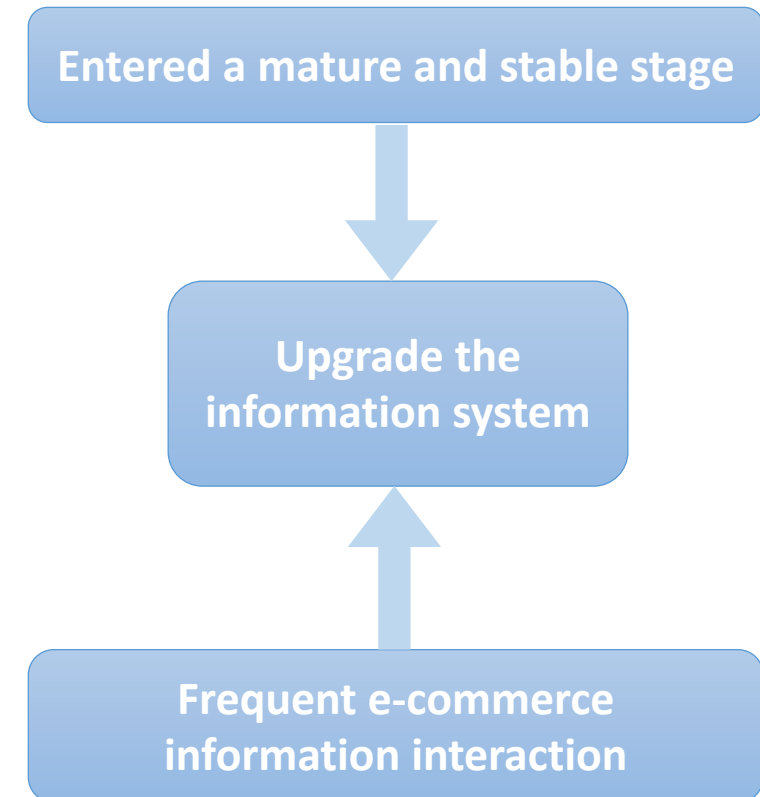 Entered a mature and stable stage
Upgrade the
information system
Frequent e-commerce
information interaction